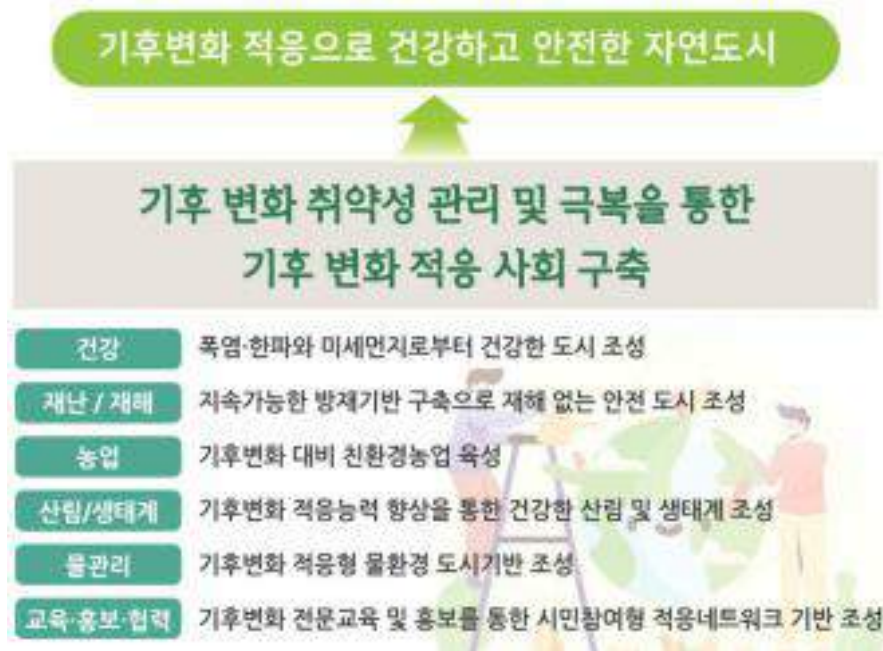 기후변화 적응으로 건강하고 안전한 자연도시
기후 변화 취약성 관리 및 극복을 통한
기후 변화 적응 사회 구축
건강 폭염·한파와 미세먼지로부터 건강한 도시 조성
재난 / 재해 지속가능한 방재기반 구축으로 재해 없는 안전 도시 조성
농업 기후변화 대비 친환경농업 육성
산림/생태계 기후변화 적응능력 향상을 통한 건강한 산림 및 생태계 조성
물관리 기후변화 적응형 물환경 도시기반 조성
교육·홍보·협력 기후변화 전문교육 및 홍보를 통한 시민참여형 적응네트워크 기반 조성